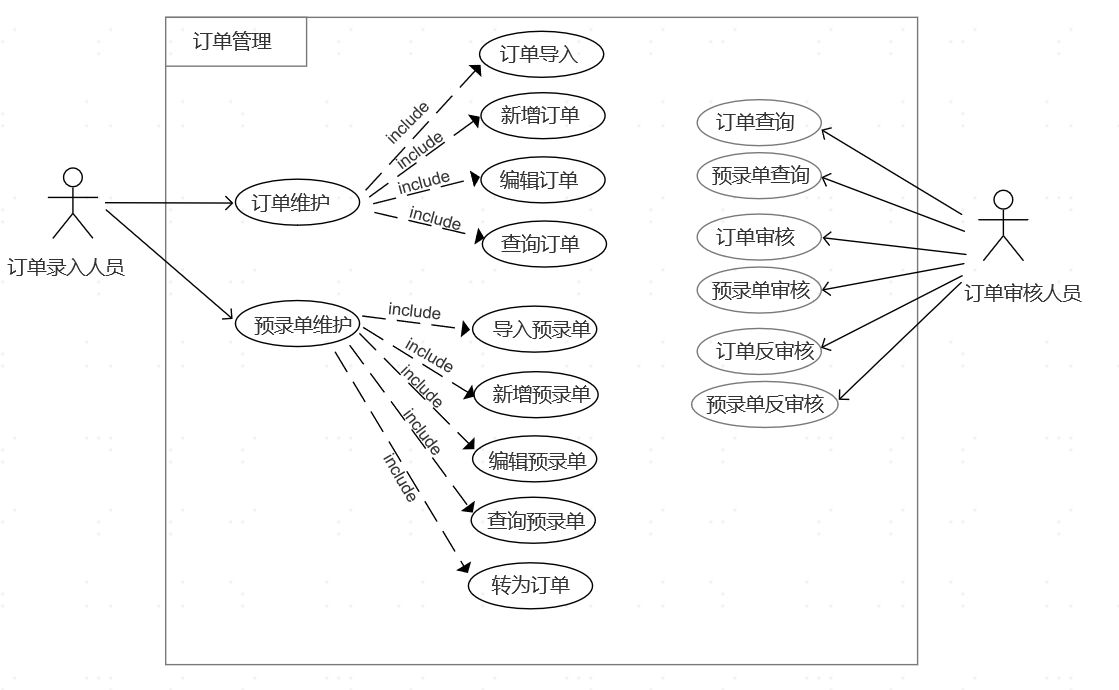 订单管理
订单录入人员
订单维护
include
include
include
include
订单导入
新增订单
编辑订单
查询订单
预录单维护
include
include
include
include
include
导入预录单
新增预录单
编辑预录单
查询预录单
转为订单
订单查询
预录单查询
订单审核
预录单审核
订单反审核
预录单反审核
订单审核人员